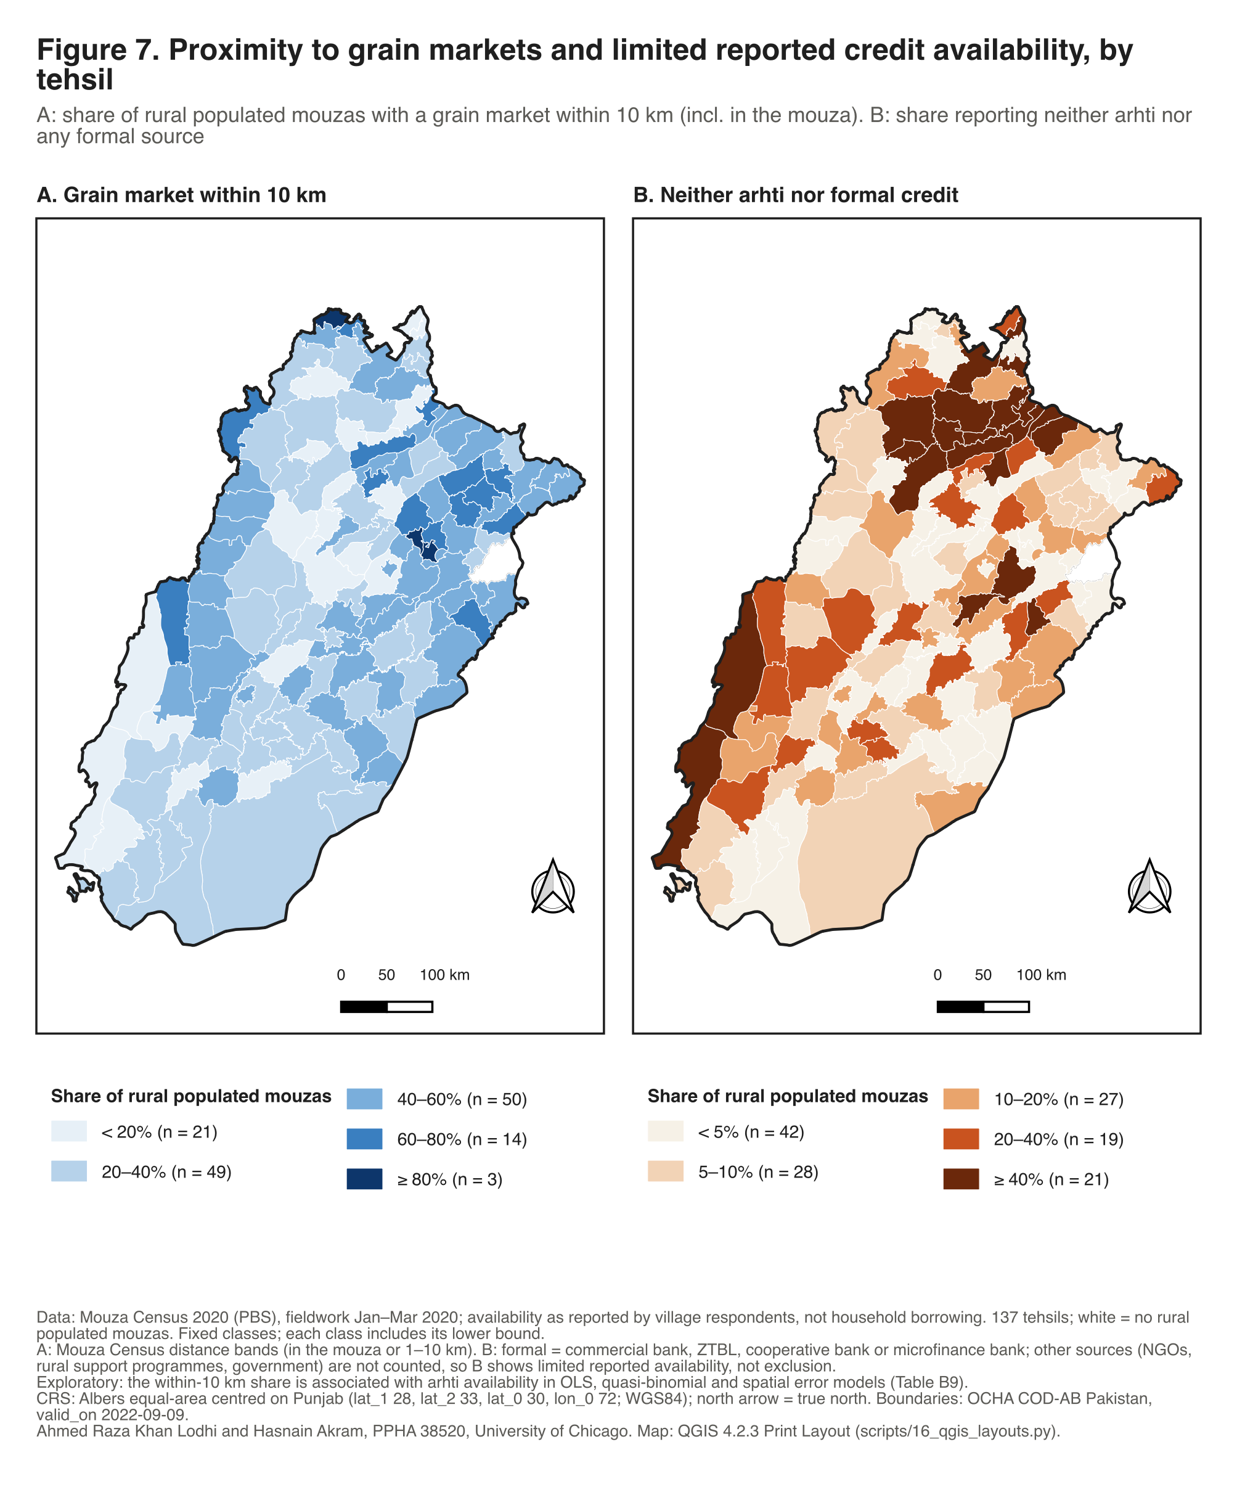 Figure 7. Proximity to grain markets and limited reported credit availability, by
tehsil
A: share of rural populated mouzas with a grain market within 10 km (incl. in the mouza). B: share reporting neither arhti nor
any formal source
A. Grain market within 10 km
B. Neither arhti nor formal credit
0 50 100 km
0 50 100 km
Share of rural populated mouzas
< 20% (n = 21)
20–40% (n = 49)
40–60% (n = 50)
60–80% (n = 14)
≥ 80% (n = 3)
Share of rural populated mouzas
< 5% (n = 42)
5–10% (n = 28)
10–20% (n = 27)
20–40% (n = 19)
≥ 40% (n = 21)
Data: Mouza Census 2020 (PBS), fieldwork Jan–Mar 2020; availability as reported by village respondents, not household borrowing. 137 tehsils; white = no rural
populated mouzas. Fixed classes; each class includes its lower bound.
A: Mouza Census distance bands (in the mouza or 1–10 km). B: formal = commercial bank, ZTBL, cooperative bank or microfinance bank; other sources (NGOs,
rural support programmes, government) are not counted, so B shows limited reported availability, not exclusion.
Exploratory: the within-10 km share is associated with arhti availability in OLS, quasi-binomial and spatial error models (Table B9).
CRS: Albers equal-area centred on Punjab (lat_1 28, lat_2 33, lat_0 30, lon_0 72; WGS84); north arrow = true north. Boundaries: OCHA COD-AB Pakistan,
valid_on 2022-09-09.
Ahmed Raza Khan Lodhi and Hasnain Akram, PPHA 38520, University of Chicago. Map: QGIS 4.2.3 Print Layout (scripts/16_qgis_layouts.py).